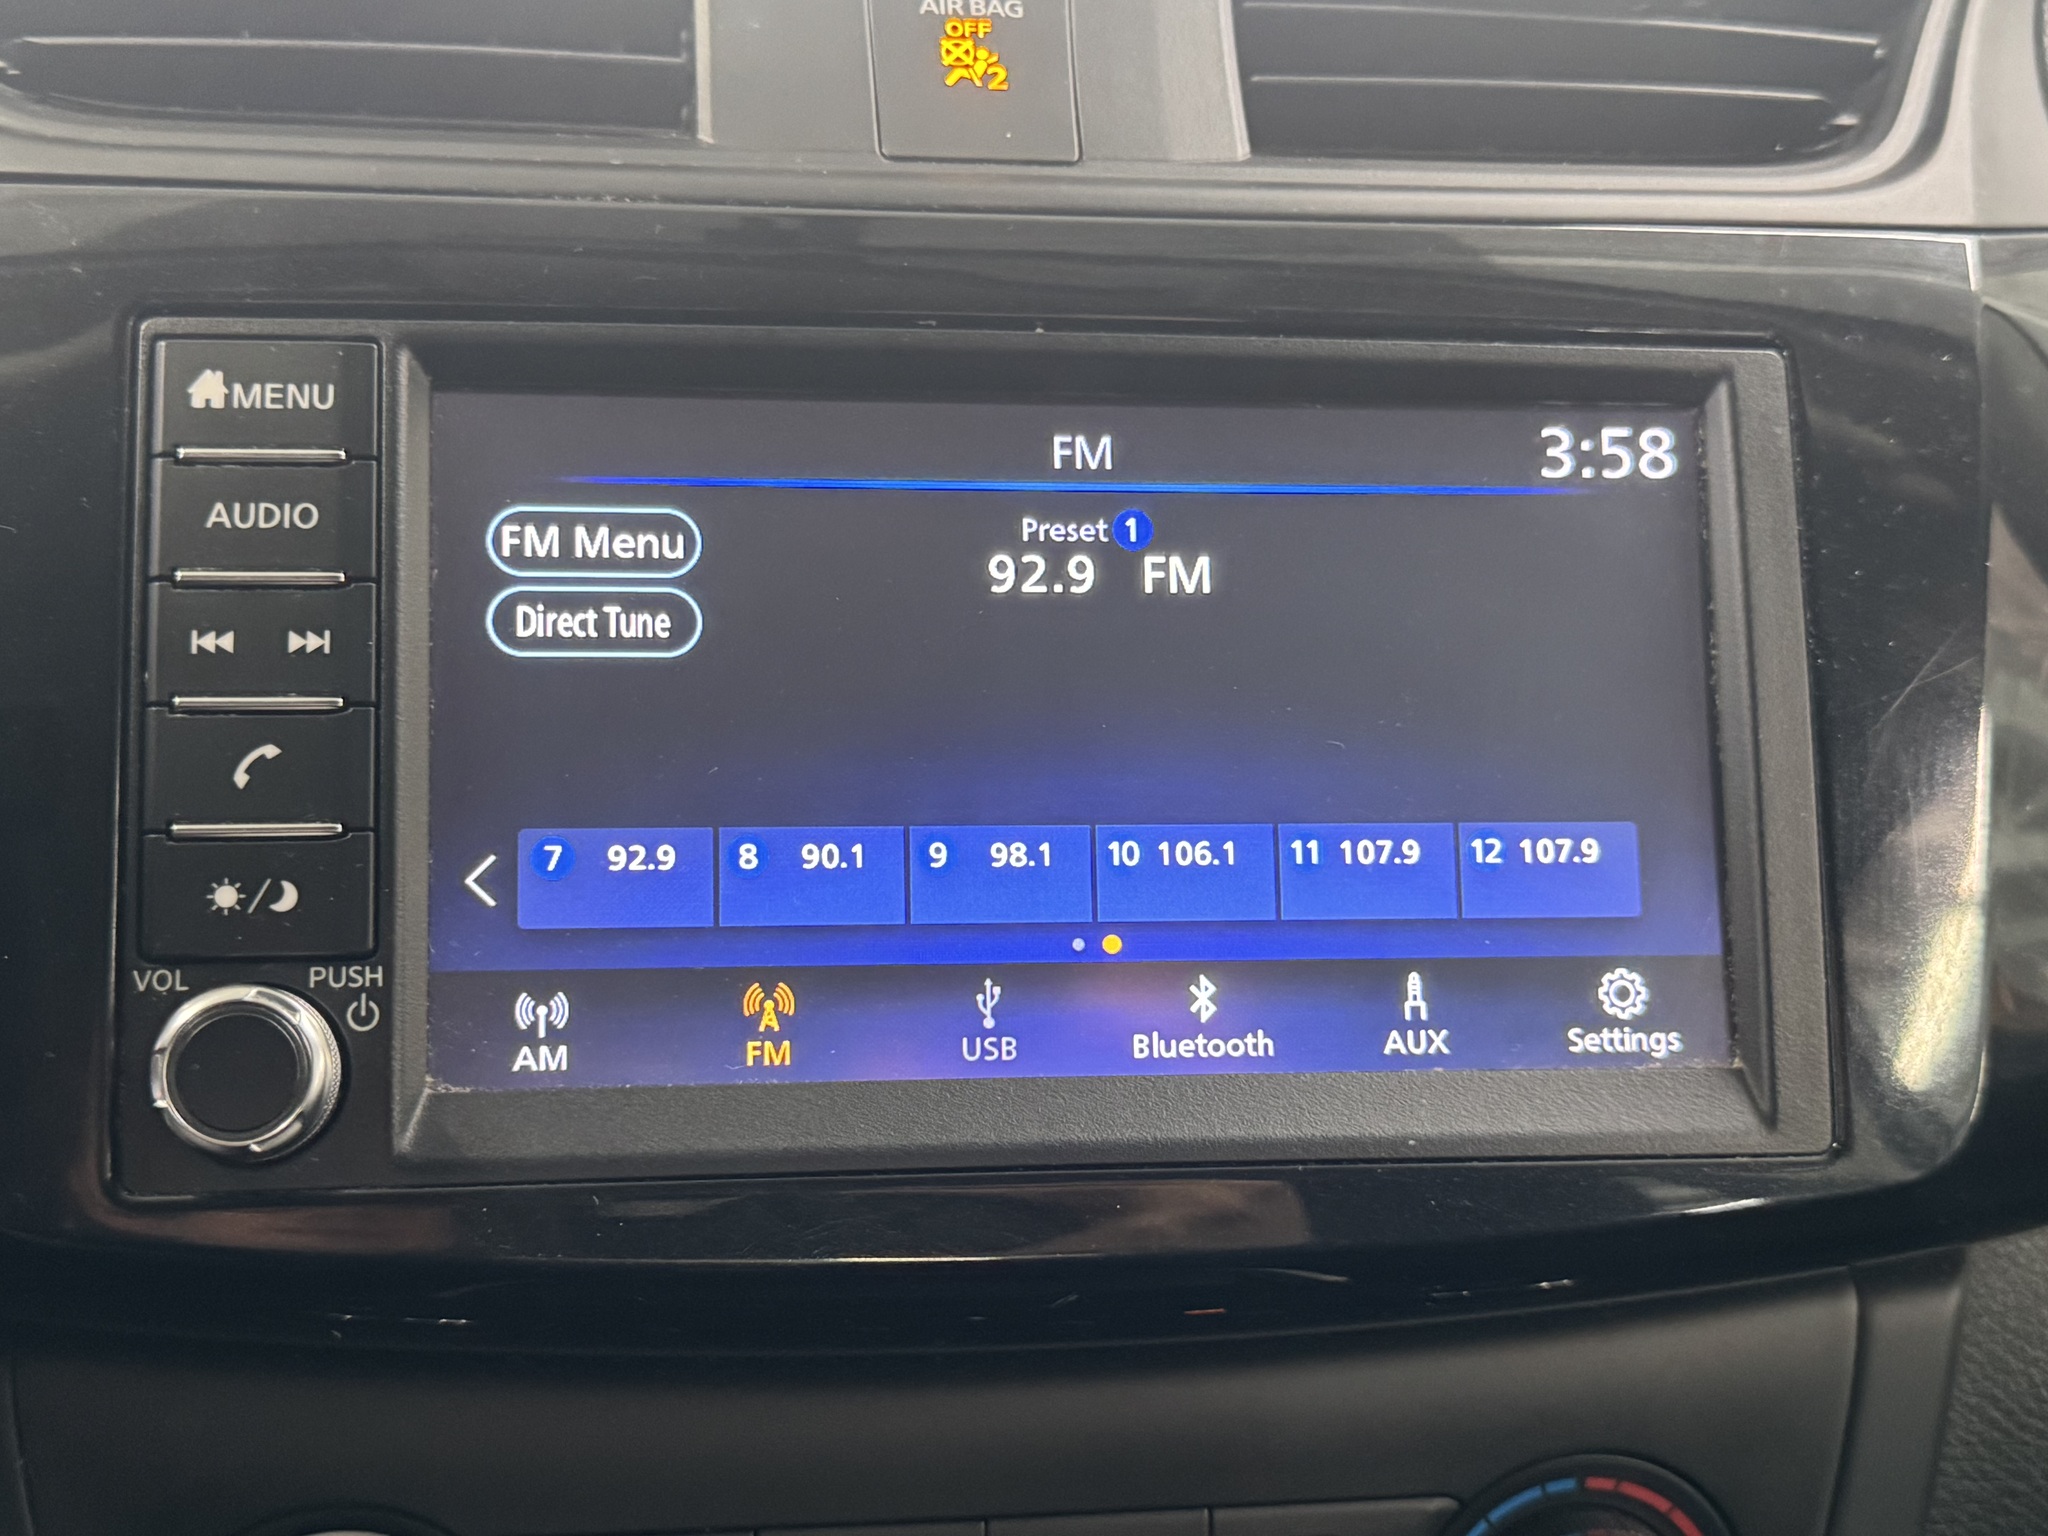 AIR BAG
OFF
2
MENU
AUDIO
VOL
PUSH
FM
3:58
FM Menu
Preset 1
92.9 FM
Direct Tune
7 92.9
8 90.1
9 98.1
10 106.1
11 107.9
12 107.9
AM
FM
USB
Bluetooth
AUX
Settings